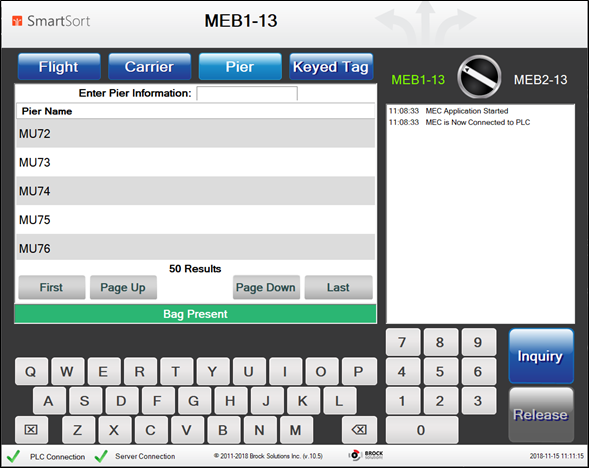 SmartSort
MEB1-13
Flight
Carrier
Pier
Keyed Tag
MEB1-13
MEB2-13
Enter Pier Information:
Pier Name
MU72
MU73
MU74
MU75
MU76
50 Results
First
Page Up
Page Down
Last
Bag Present
11:08:33 MEC Application Started
11:08:33 MEC is Now Connected to PLC
Q W E R T Y U I O P
A S D F G H J K L
Z X C V B N M
7 8 9
4 5 6
1 2 3
0
Inquiry
Release
PLC Connection
Server Connection
© 2011-2018 Brock Solutions Inc. (v.10.5)
BROCK
SOLUTIONS
2018-11-15 11:11:15